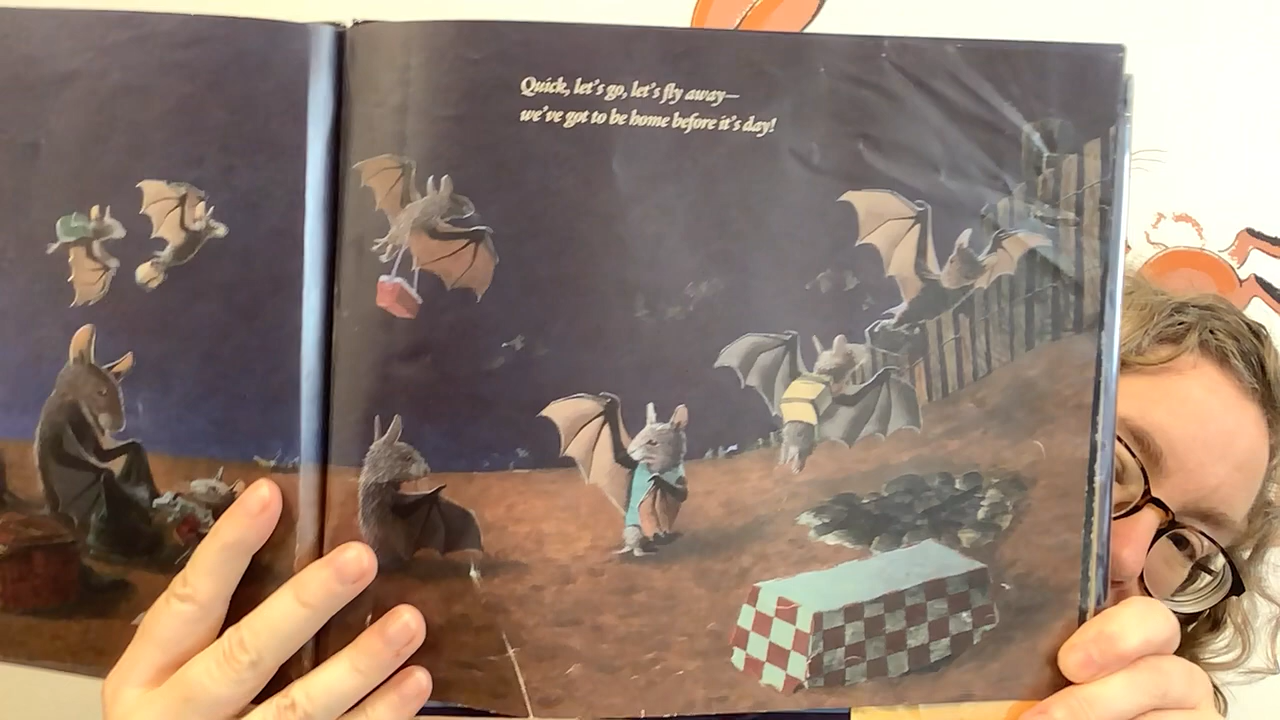 Quick, let's go, let's fly away—
we've got to be home before it's day!